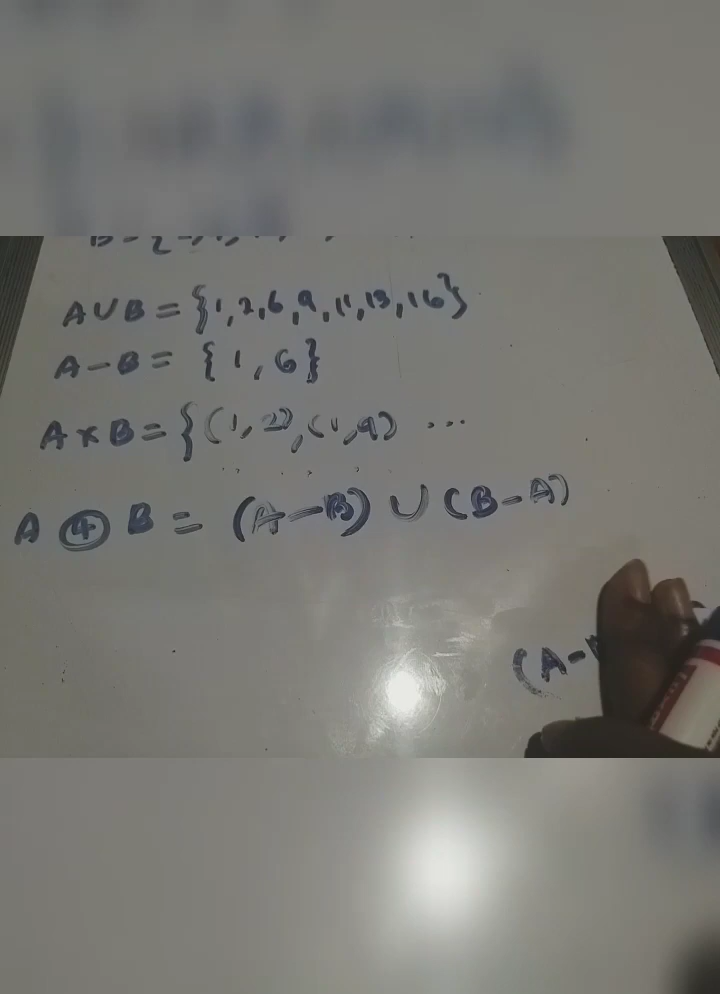 A ∪ B = {1, 2, 6, 9, 11, 13, 16}
A - B = {1, 6}
A × B = {(1, 2), (1, 9) ...
A ⊕ B = (A - B) ∪ (B - A)
(A -